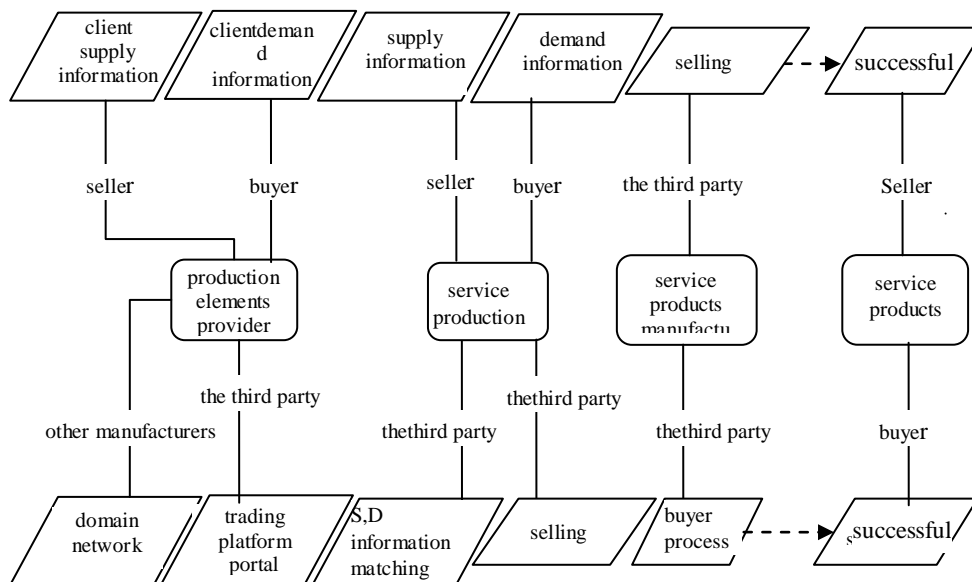 client
supply
information
clientdeman
d
information
supply
information
demand
information
selling
successful
seller
buyer
seller
buyer
the third party
Seller
.
production
elements
provider
service
production
service
products
manufactu
service
products
the third party
thethird party
other manufacturers
thethird party
thethird party
buyer
domain
network
trading
platform
portal
S,D
information
matching
selling
buyer
process
s successful